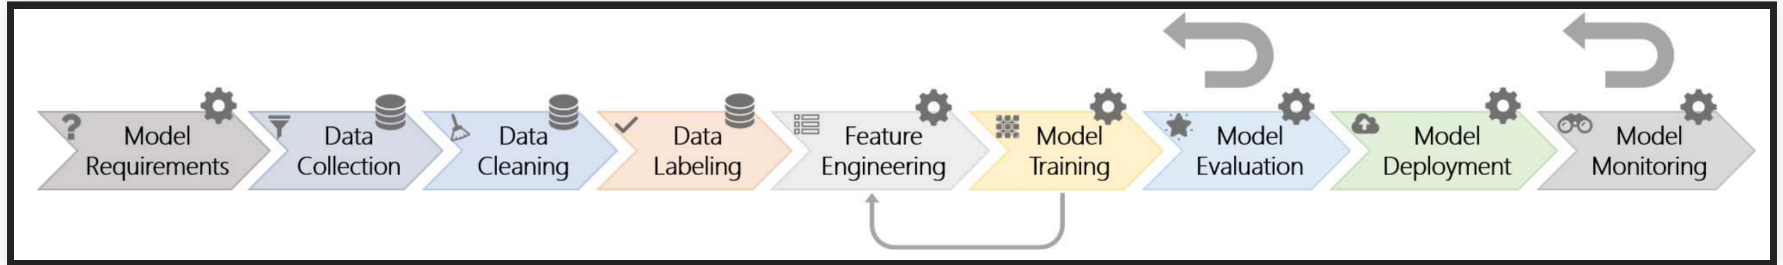 Model
Requirements
Data
Collection
Data
Cleaning
Data
Labeling
Feature
Engineering
Model
Training
Model
Evaluation
Model
Deployment
Model
Monitoring